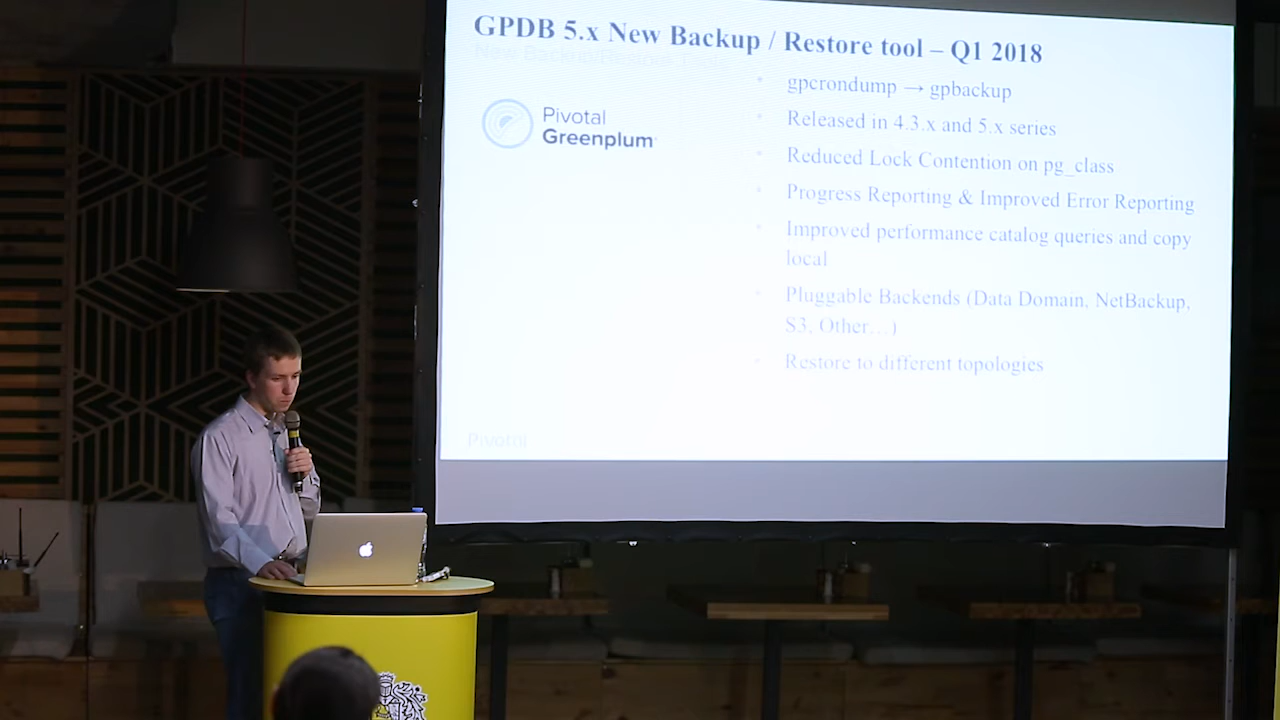 GPDB 5.x New Backup / Restore tool – Q1 2018
Pivotal
Greenplum
gpcrondump → gpbackup
Released in 4.3.x and 5.x series
Reduced Lock Contention on pg_class
Progress Reporting & Improved Error Reporting
Improved performance catalog queries and copy
local
Pluggable Backends (Data Domain, NetBackup,
S3, Other…)
Restore to different topologies
Pivotal